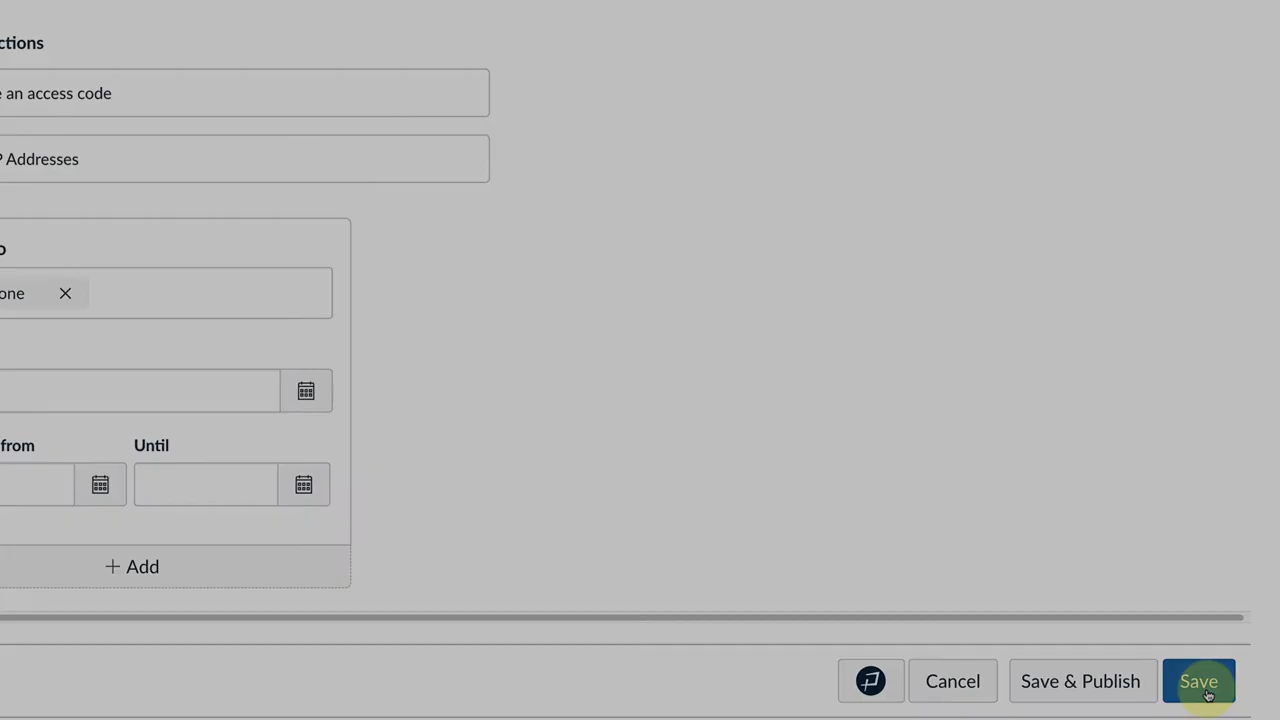 ctions
e an access code
P Addresses
o
one
from Until
Add
Cancel Save & Publish Save